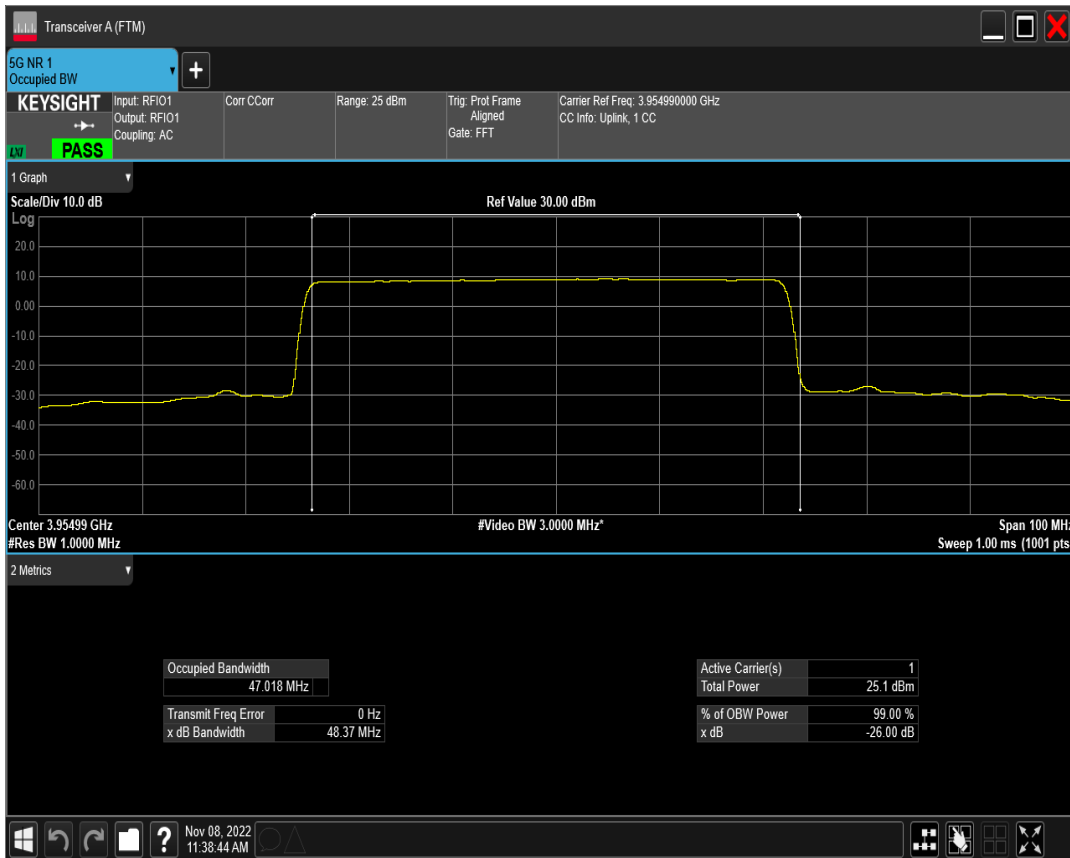 Transceiver A (FTM)
5G NR 1
Occupied BW
+
KEYSIGHT
LXI
PASS
Input: RFIO1
Output: RFIO1
Coupling: AC
Corr CCorr
Range: 25 dBm
Trig: Prot Frame
Aligned
Gate: FFT
Carrier Ref Freq: 3.954990000 GHz
CC Info: Uplink, 1 CC
1 Graph
Scale/Div 10.0 dB
Ref Value 30.00 dBm
Log
20.0
10.0
0.00
-10.0
-20.0
-30.0
-40.0
-50.0
-60.0
Center 3.95499 GHz
#Video BW 3.0000 MHz*
Span 100 MHz
#Res BW 1.0000 MHz
Sweep 1.00 ms (1001 pts
2 Metrics
Occupied Bandwidth
47.018 MHz
Transmit Freq Error 0 Hz
x dB Bandwidth 48.37 MHz
Active Carrier(s) 1
Total Power 25.1 dBm
% of OBW Power 99.00 %
x dB -26.00 dB
?
Nov 08, 2022
11:38:44 AM